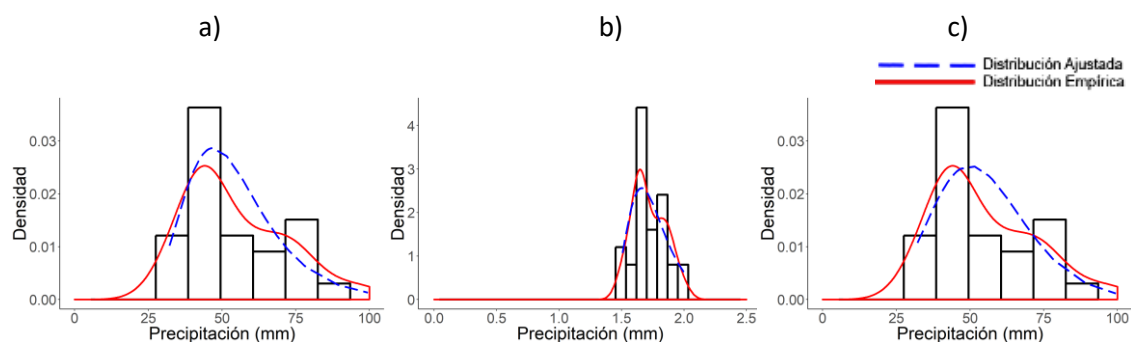 a)
b)
c)
Distribución Ajustada
Distribución Empírica
Densidad
0.03
0.02
0.01
0.00
0
25
50
75
100
Precipitación (mm)
Densidad
4
3
2
1
0
0.0
0.5
1.0
1.5
2.0
2.5
Precipitación (mm)
Densidad
0.03
0.02
0.01
0.00
0
25
50
75
100
Precipitación (mm)